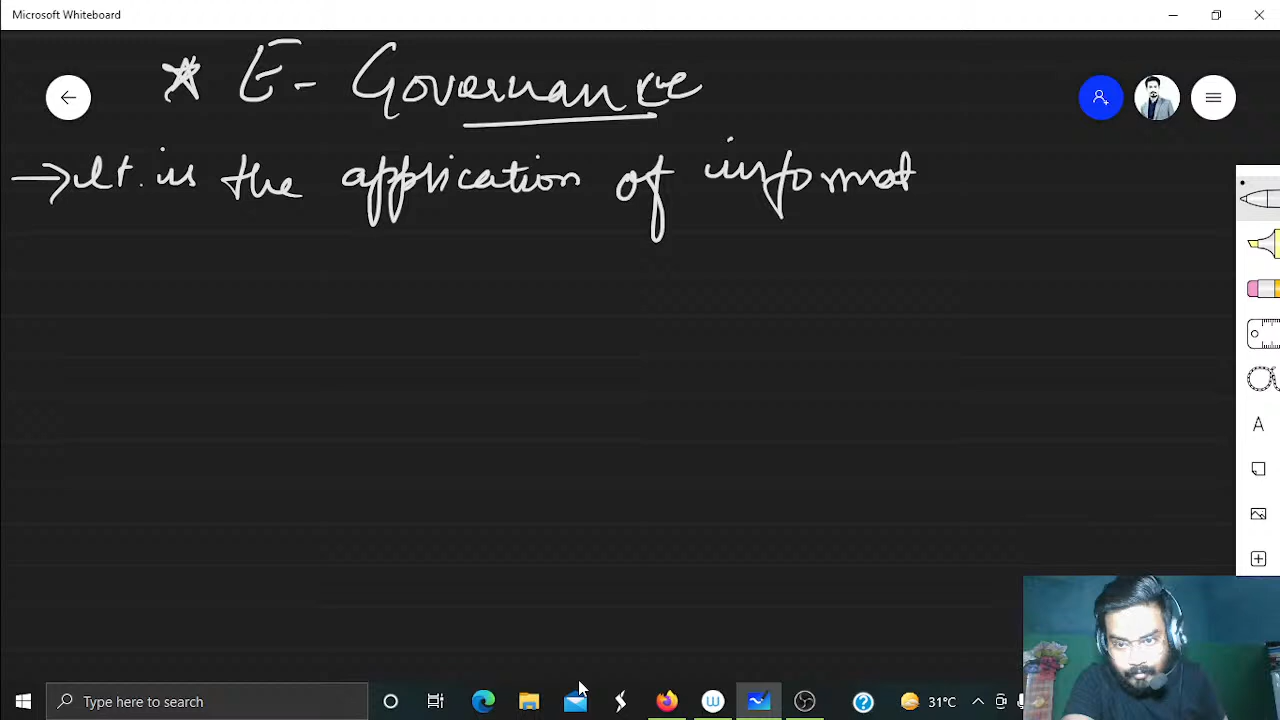 Microsoft Whiteboard
* E- Governance
→ It. is the application of informat
A
Type here to search
31°C